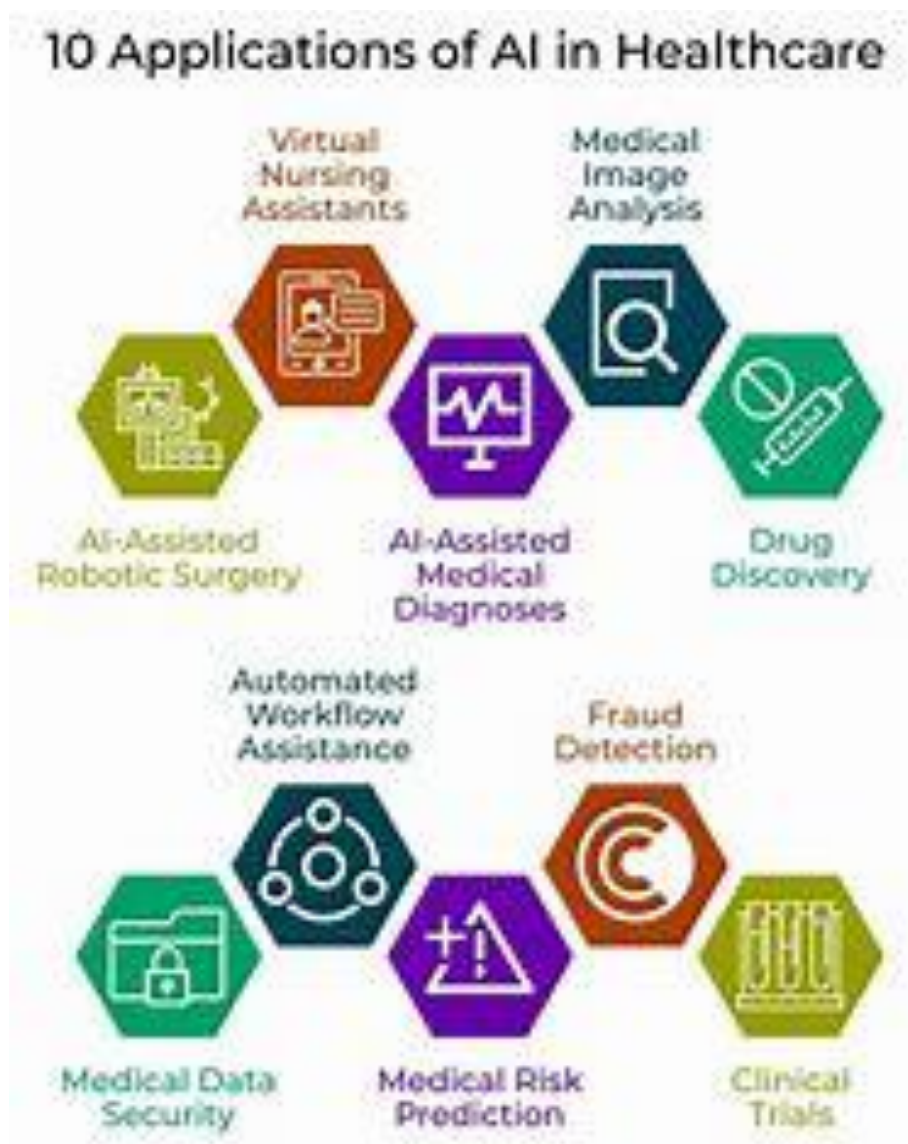 10 Applications of AI in Healthcare
Virtual
Nursing
Assistants
Medical
Image
Analysis
AI-Assisted
Robotic Surgery
AI-Assisted
Medical
Diagnoses
Drug
Discovery
Automated
Workflow
Assistance
Fraud
Detection
Medical Data
Security
Medical Risk
Prediction
Clinical
Trials